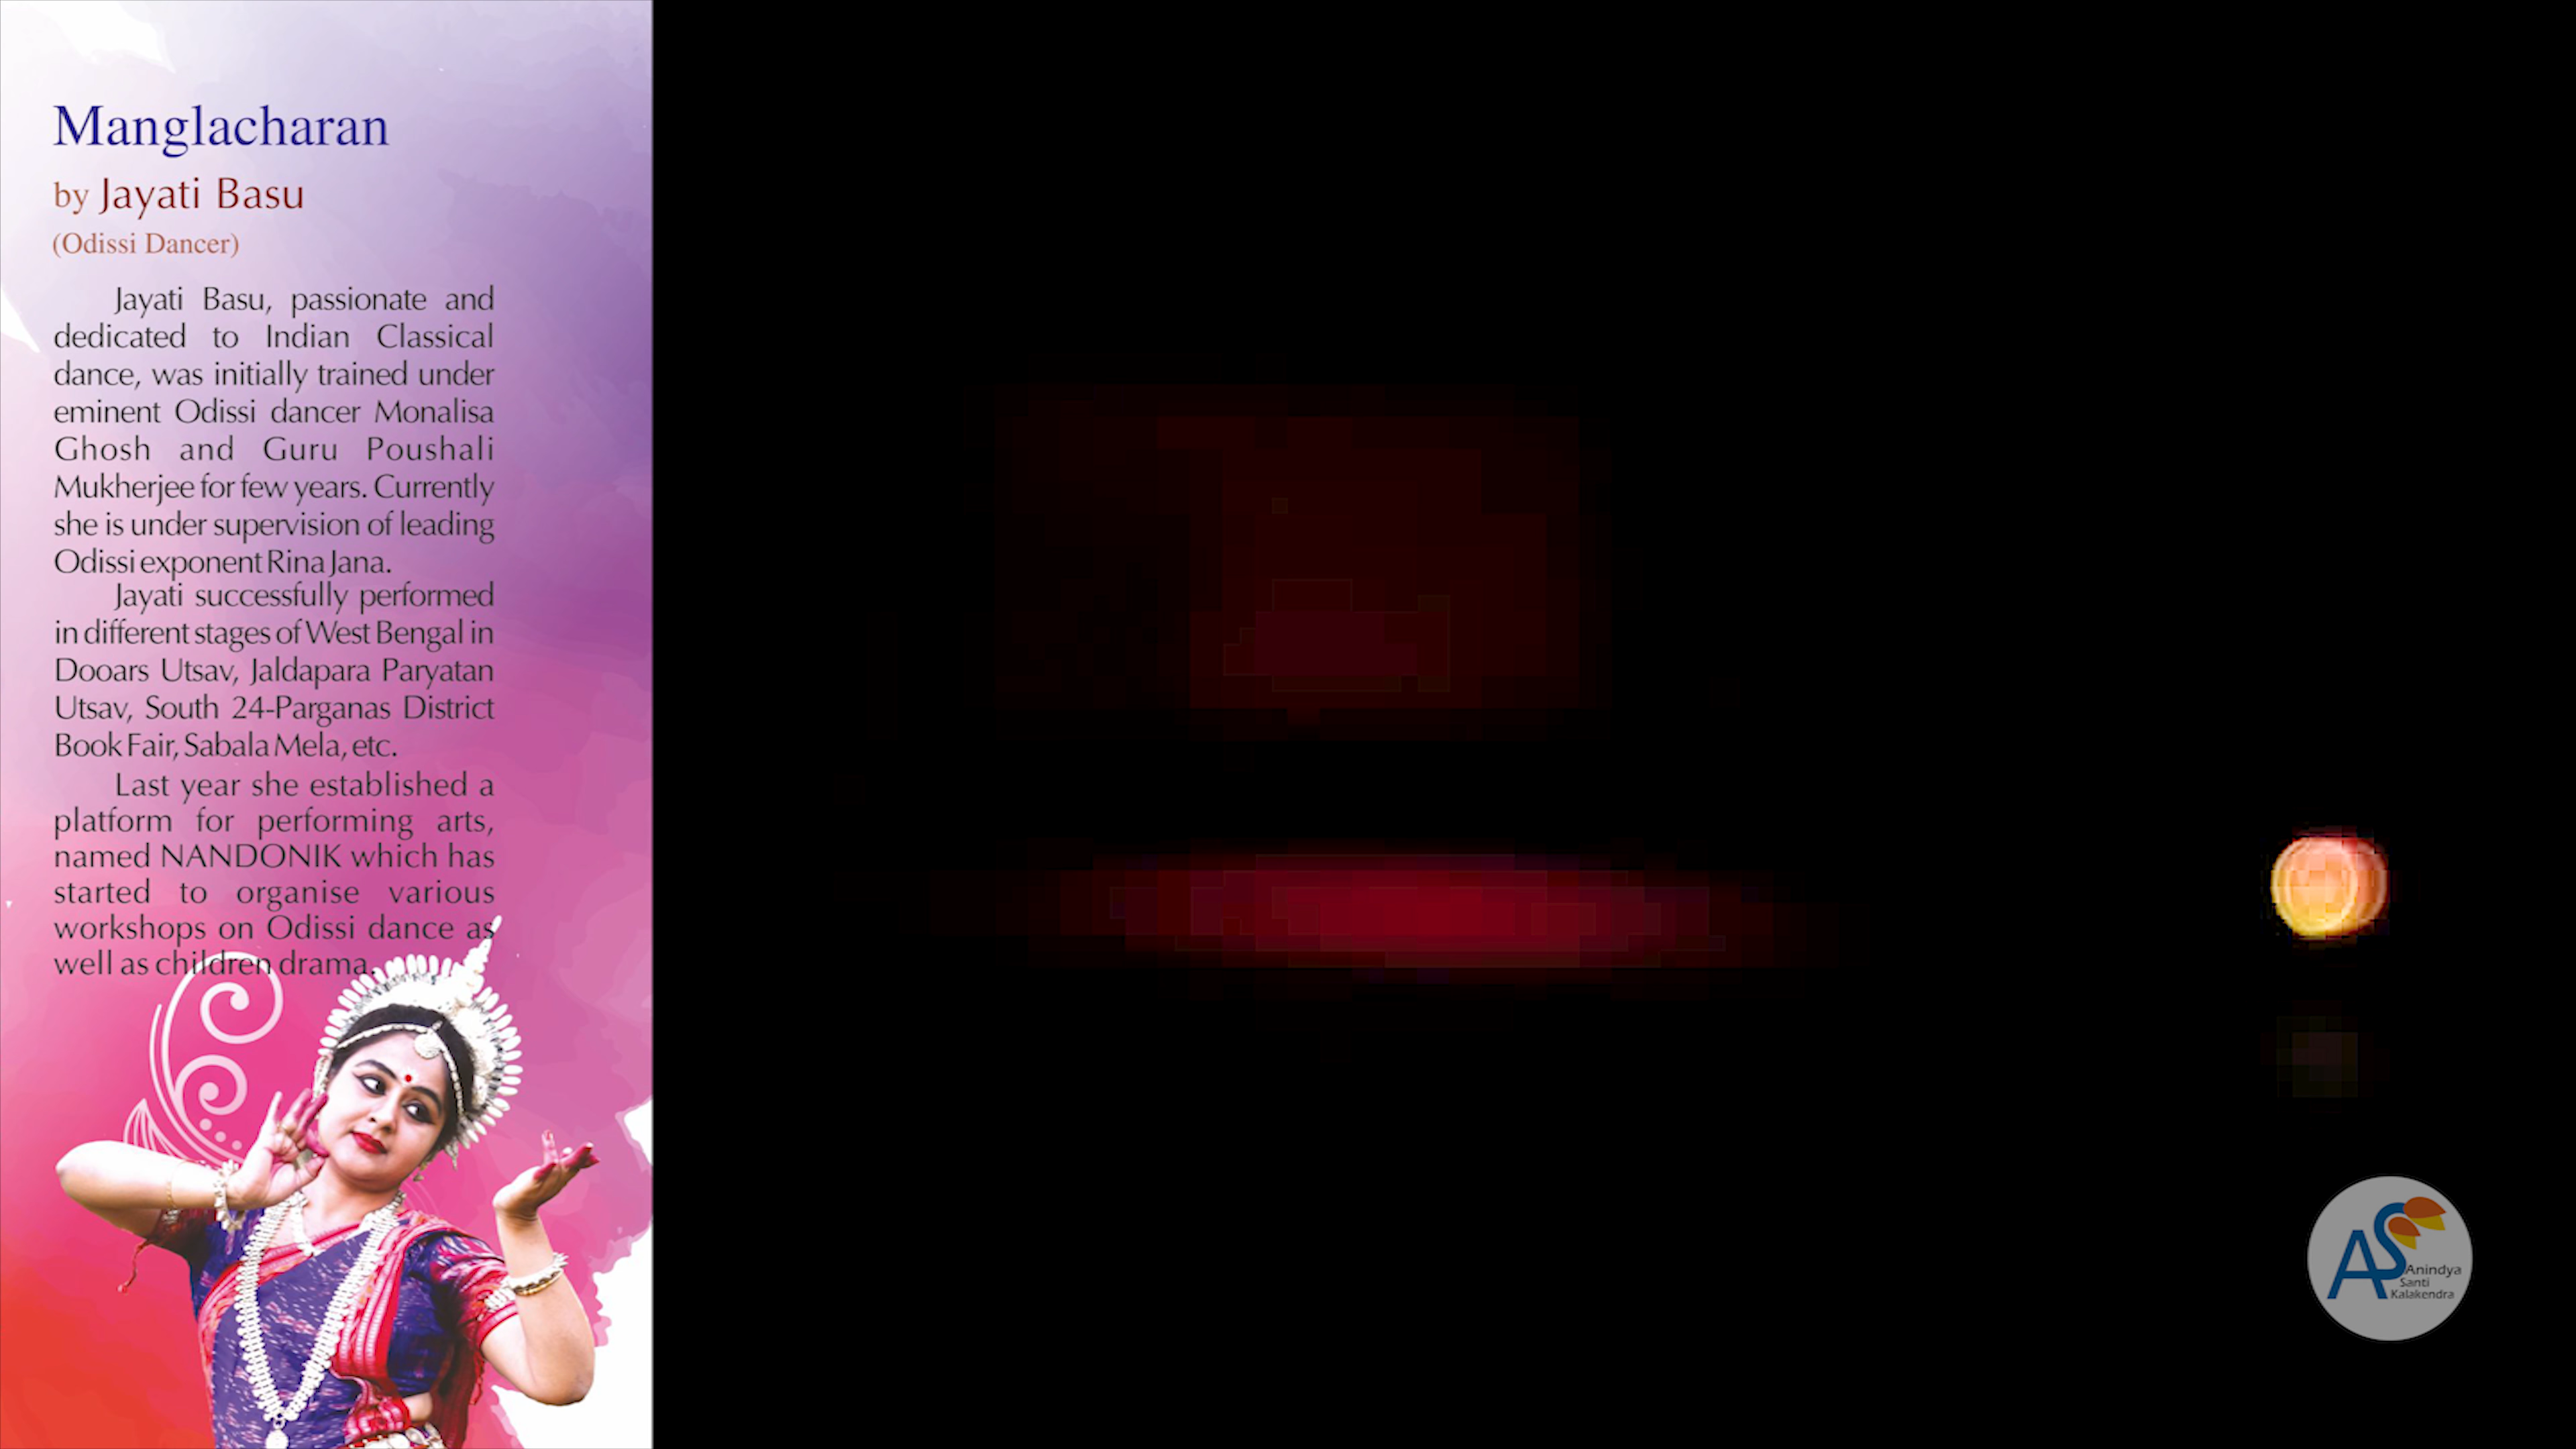 Manglacharan
by Jayati Basu
(Odissi Dancer)
Jayati Basu, passionate and
dedicated to Indian Classical
dance, was initially trained under
eminent Odissi dancer Monalisa
Ghosh and Guru Poushali
Mukherjee for few years. Currently
she is under supervision of leading
Odissi exponent Rina Jana.
Jayati successfully performed
in different stages of West Bengal in
Dooars Utsav, Jaldapara Paryatan
Utsav, South 24-Parganas District
Book Fair, Sabala Mela, etc.
Last year she established a
platform for performing arts,
named NANDONIK which has
started to organise various
workshops on Odissi dance as
well as children drama.
AS
Anindya
Santi
Kalakendra